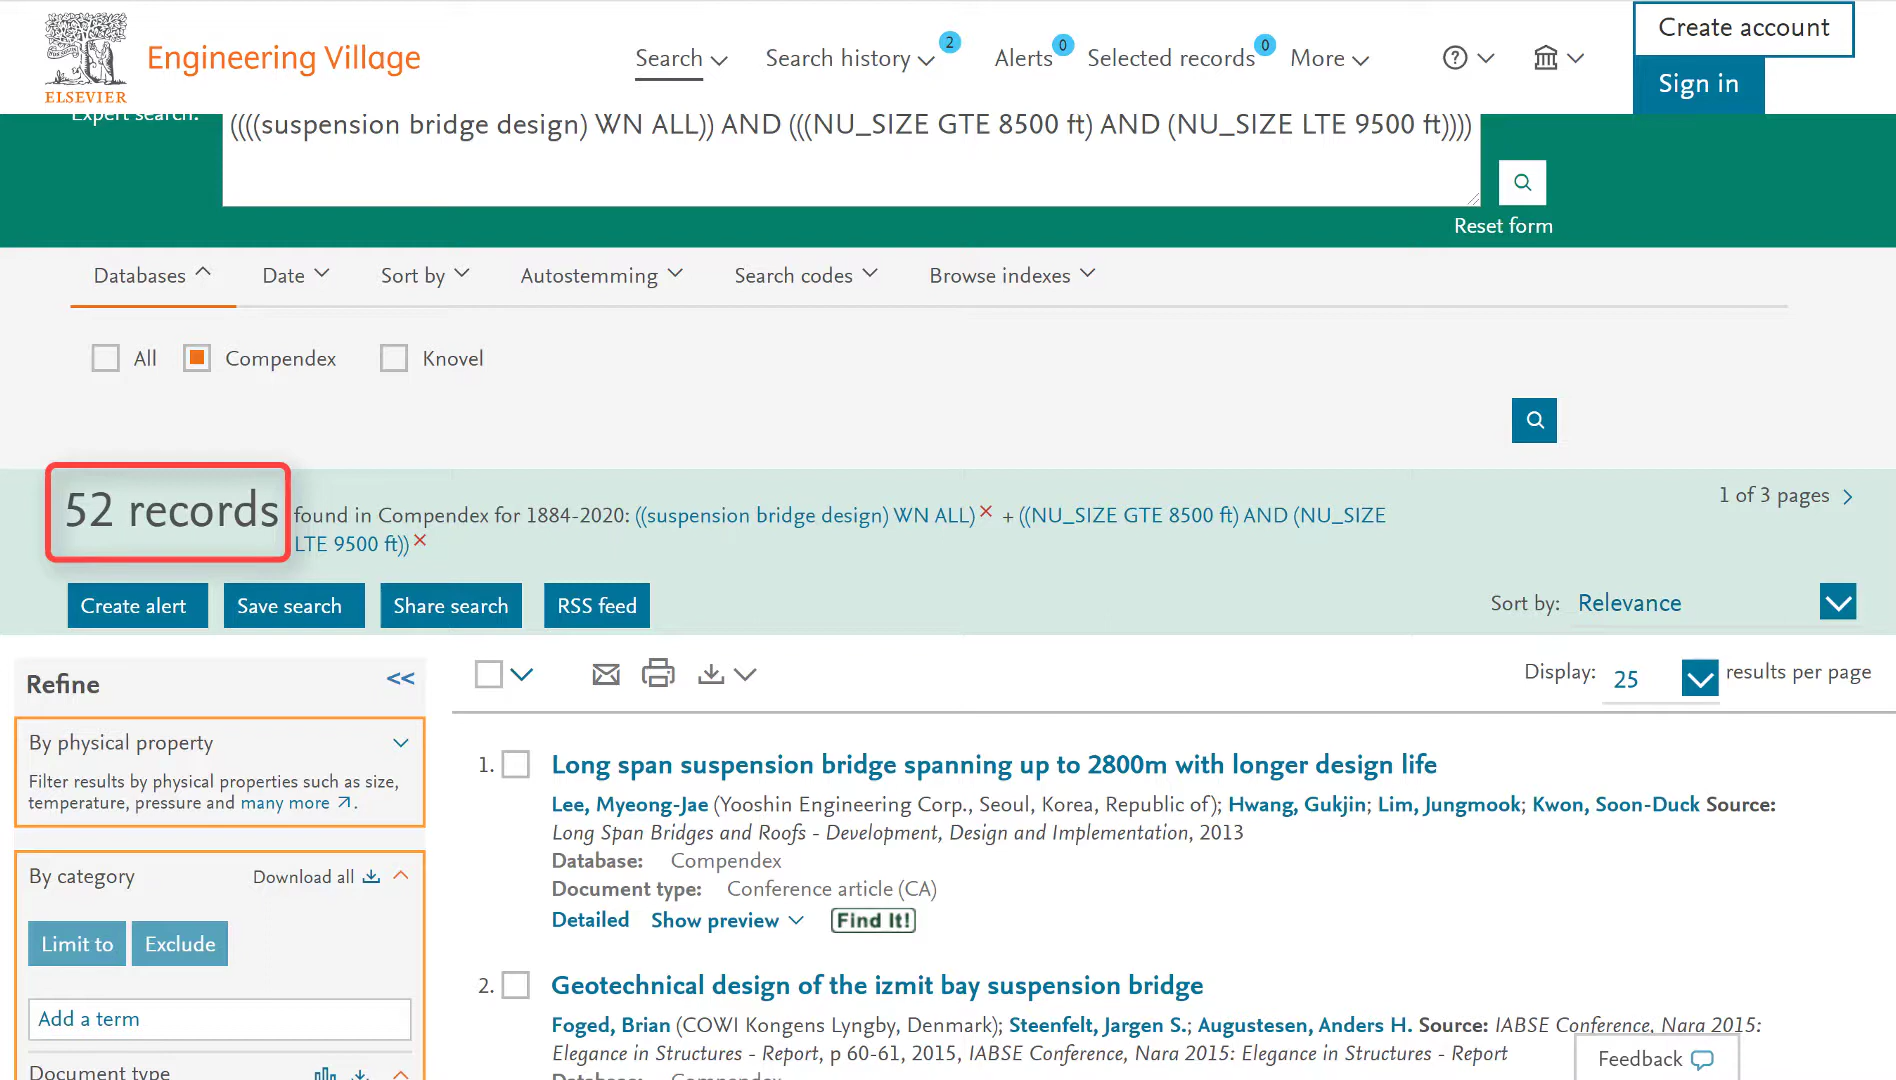 ELSEVIER
Engineering Village
Search
Search history 2
Alerts 0
Selected records 0
More
Create account
Sign in
Expert search:
((((suspension bridge design) WN ALL)) AND (((NU_SIZE GTE 8500 ft) AND (NU_SIZE LTE 9500 ft))))
Reset form
Databases
Date
Sort by
Autostemming
Search codes
Browse indexes
All
Compendex
Knovel
52 records found in Compendex for 1884-2020: ((suspension bridge design) WN ALL) + ((NU_SIZE GTE 8500 ft) AND (NU_SIZE
LTE 9500 ft))
1 of 3 pages
Create alert
Save search
Share search
RSS feed
Sort by: Relevance
Refine
<<
By physical property
Filter results by physical properties such as size,
temperature, pressure and many more.
By category
Download all
Limit to
Exclude
Add a term
Document type
Display: 25 results per page
1. Long span suspension bridge spanning up to 2800m with longer design life
Lee, Myeong-Jae (Yooshin Engineering Corp., Seoul, Korea, Republic of); Hwang, Gukjin; Lim, Jungmook; Kwon, Soon-Duck Source:
Long Span Bridges and Roofs - Development, Design and Implementation, 2013
Database: Compendex
Document type: Conference article (CA)
Detailed Show preview Find It!
2. Geotechnical design of the izmit bay suspension bridge
Foged, Brian (COWI Kongens Lyngby, Denmark); Steenfelt, Jargen S.; Augustesen, Anders H. Source: IABSE Conference, Nara 2015:
Elegance in Structures - Report, p 60-61, 2015, IABSE Conference, Nara 2015: Elegance in Structures - Report
Database: Compendex
Feedback